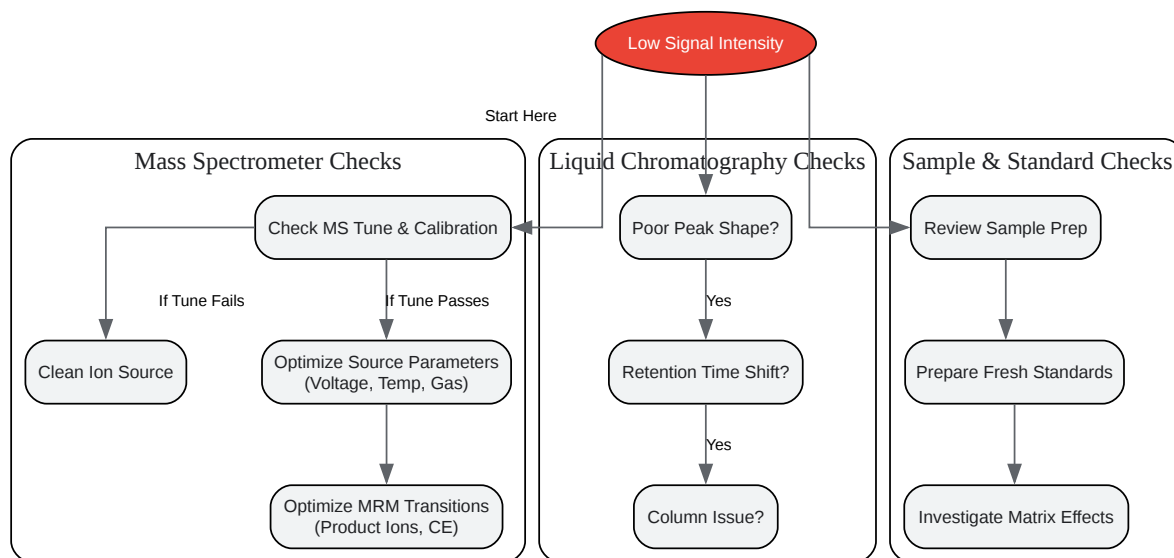 Low Signal Intensity
Start Here
Mass Spectrometer Checks
Check MS Tune & Calibration
If Tune Fails
If Tune Passes
Clean Ion Source
Optimize Source Parameters
(Voltage, Temp, Gas)
Optimize MRM Transitions
(Product Ions, CE)
Liquid Chromatography Checks
Poor Peak Shape?
Yes
Retention Time Shift?
Yes
Column Issue?
Sample & Standard Checks
Review Sample Prep
Prepare Fresh Standards
Investigate Matrix Effects